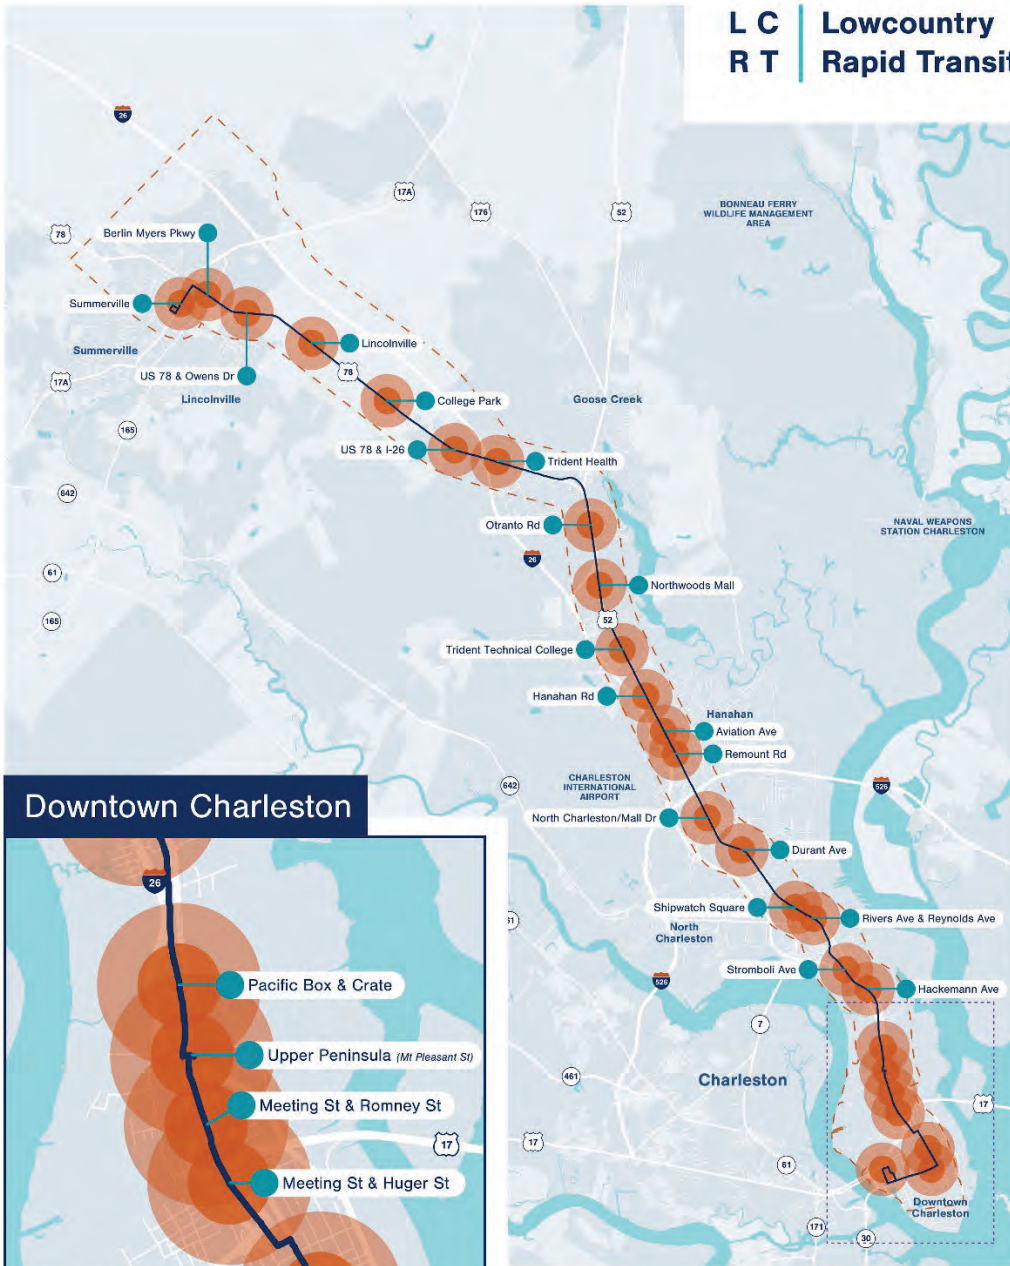 L C
R T
Lowcountry
Rapid Transit
26
17A
176
52
BONNEAU FERRY
WILDLIFE MANAGEMENT
AREA
78
Berlin Myers Pkwy
Summerville
Summerville
Lincolnville
78
US 78 & Owens Dr
17A
Lincolnville
College Park
Goose Creek
165
US 78 & I-26
Trident Health
642
Otranto Rd
NAVAL WEAPONS
STATION CHARLESTON
26
61
Northwoods Mall
165
52
Trident Technical College
Hanahan Rd
Hanahan
Aviation Ave
Remount Rd
CHARLESTON
INTERNATIONAL
AIRPORT
642
526
North Charleston/Mall Dr
Durant Ave
Shipwatch Square
Rivers Ave & Reynolds Ave
61
North
Charleston
Stromboli Ave
526
Hackemann Ave
7
461
Charleston
17
17
61
Downtown
Charleston
171
30
Downtown Charleston
26
Pacific Box & Crate
Upper Peninsula (Mt Pleasant St)
Meeting St & Romney St
17
Meeting St & Huger St